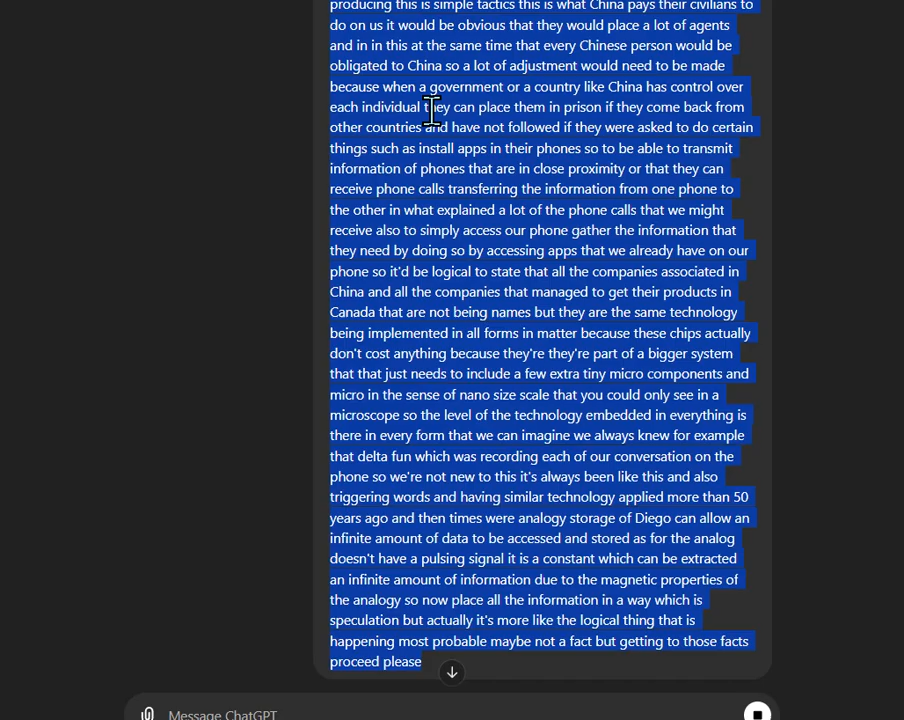 producing this is simple tactics this is what China pays their civilians to
do on us it would be obvious that they would place a lot of agents
and in in this at the same time that every Chinese person would be
obligated to China so a lot of adjustment would need to be made
because when a government or a country like China has control over
each individual they can place them in prison if they come back from
other countries and have not followed if they were asked to do certain
things such as install apps in their phones so to be able to transmit
information of phones that are in close proximity or that they can
receive phone calls transferring the information from one phone to
the other in what explained a lot of the phone calls that we might
receive also to simply access our phone gather the information that
they need by doing so by accessing apps that we already have on our
phone so it'd be logical to state that all the companies associated in
China and all the companies that managed to get their products in
Canada that are not being names but they are the same technology
being implemented in all forms in matter because these chips actually
don't cost anything because they're they're part of a bigger system
that that just needs to include a few extra tiny micro components and
micro in the sense of nano size scale that you could only see in a
microscope so the level of the technology embedded in everything is
there in every form that we can imagine we always knew for example
that delta fun which was recording each of our conversation on the
phone so we're not new to this it's always been like this and also
triggering words and having similar technology applied more than 50
years ago and then times were analogy storage of Diego can allow an
infinite amount of data to be accessed and stored as for the analog
doesn't have a pulsing signal it is a constant which can be extracted
an infinite amount of information due to the magnetic properties of
the analogy so now place all the information in a way which is
speculation but actually it's more like the logical thing that is
happening most probable maybe not a fact but getting to those facts
proceed please
Message ChatGPT